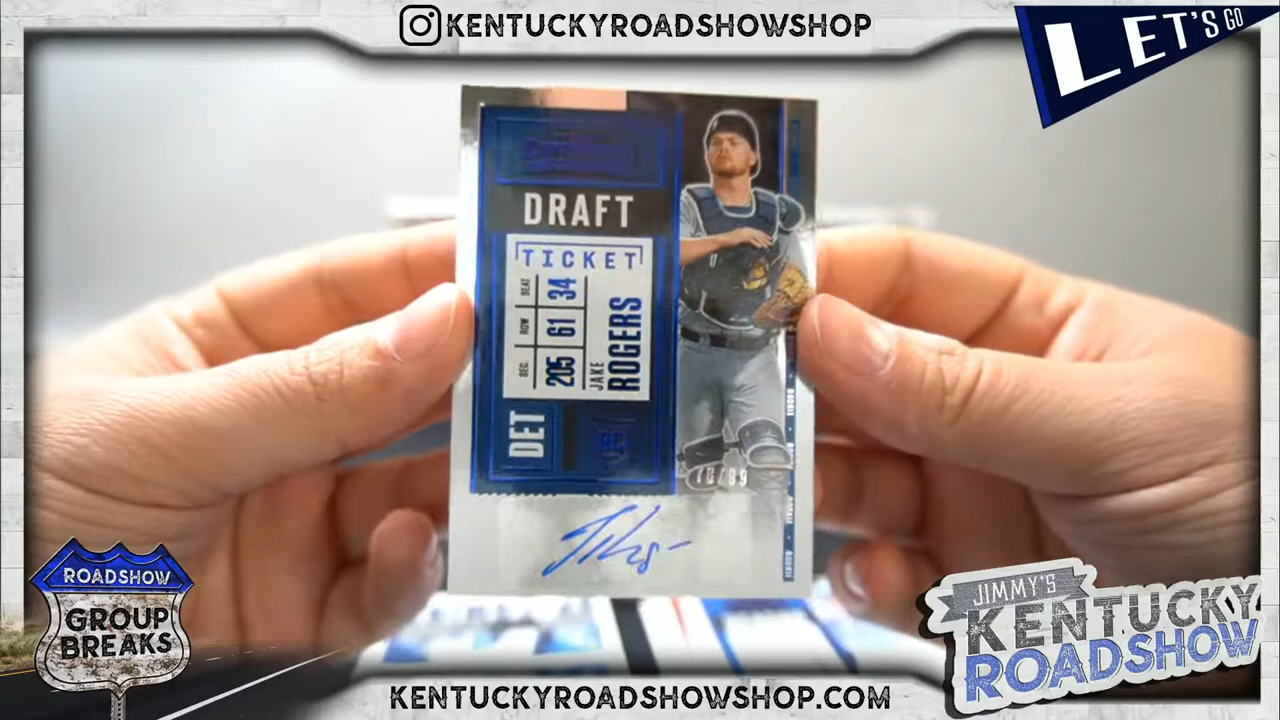 KENTUCKYROADSHOWSHOP
LET'S GO
DRAFT
TICKET
SEAT 34
ROW 61
SEC. 205
JAKE
ROGERS
DET
ROADSHOW
GROUP
BREAKS
JIMMY'S
KENTUCKY
ROADSHOW
KENTUCKYROADSHOWSHOP.COM